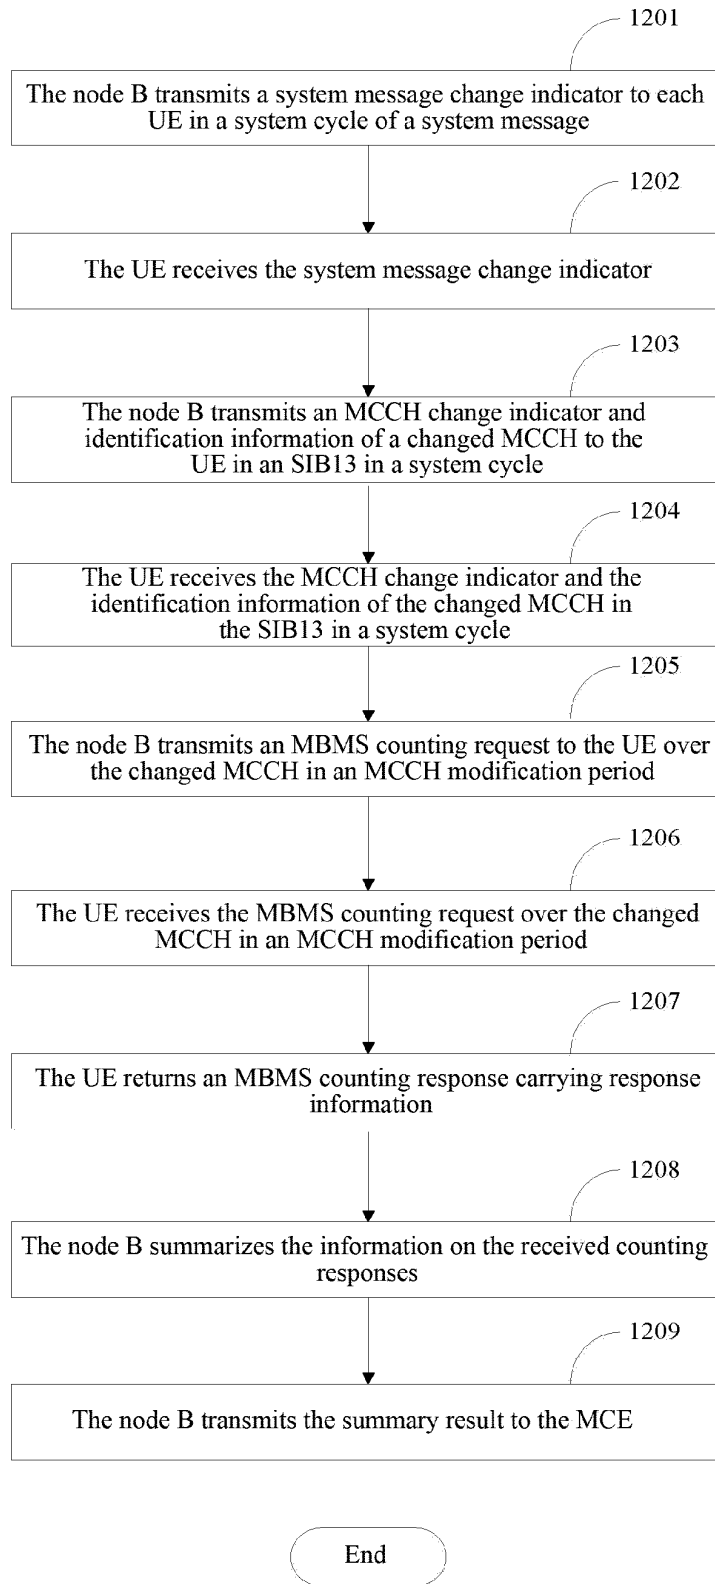 1201
The node B transmits a system message change indicator to each
UE in a system cycle of a system message
1202
The UE receives the system message change indicator
1203
The node B transmits an MCCH change indicator and
identification information of a changed MCCH to the
UE in an SIB13 in a system cycle
1204
The UE receives the MCCH change indicator and the
identification information of the changed MCCH in
the SIB13 in a system cycle
1205
The node B transmits an MBMS counting request to the UE over
the changed MCCH in an MCCH modification period
1206
The UE receives the MBMS counting request over the changed
MCCH in an MCCH modification period
1207
The UE returns an MBMS counting response carrying response
information
1208
The node B summarizes the information on the received counting
responses
1209
The node B transmits the summary result to the MCE
End